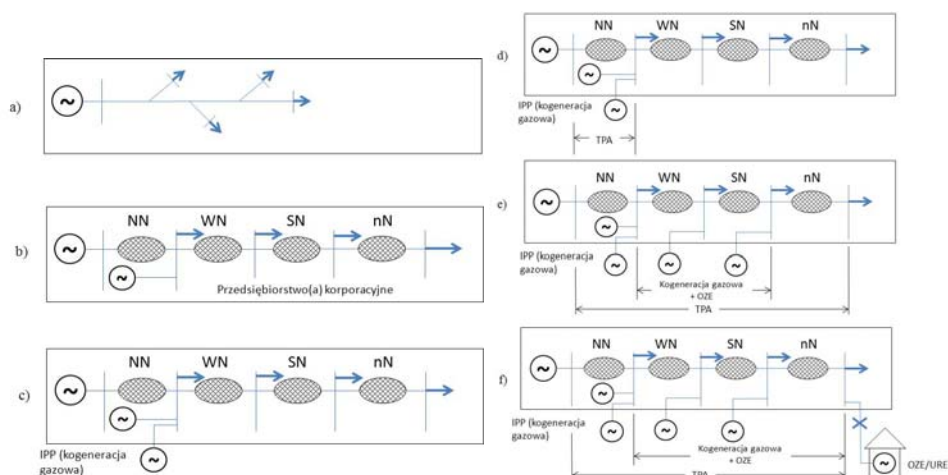 a)
b)
NN WN SN nN
~
~
Przedsiębiorstwo(a) korporacyjne
c)
NN WN SN nN
~
~
~
IPP (kogeneracja
gazowa)
~
d)
NN WN SN nN
~
~
~
IPP (kogeneracja
gazowa)
TPA
e)
NN WN SN nN
~
~
IPP (kogeneracja
gazowa)
~ ~ ~
Kogeneracja gazowa
+ OZE
TPA
f)
NN WN SN nN
~
~
IPP (kogeneracja
gazowa)
~ ~ ~
Kogeneracja gazowa
+ OZE
TPA
~
OZE/URE